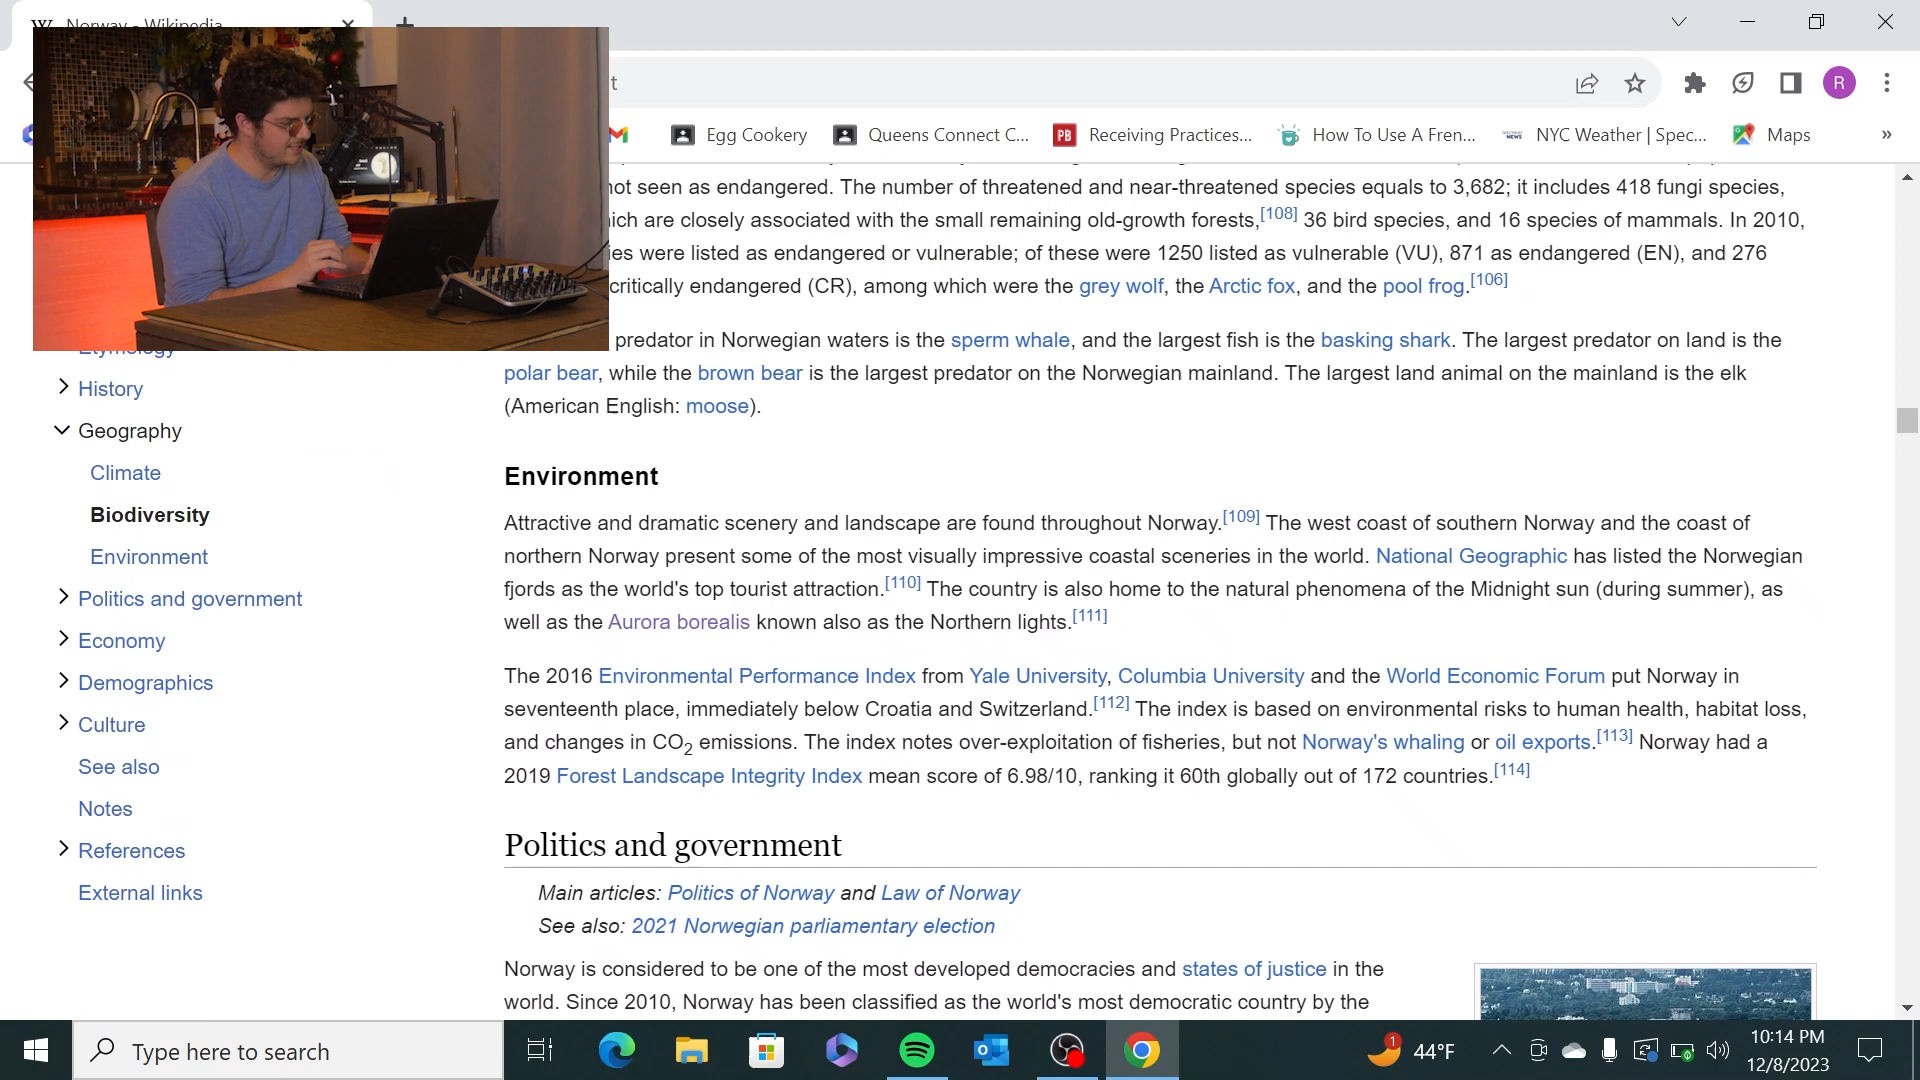 Norway - Wikipedia
t
Egg Cookery
Queens Connect C...
PB
Receiving Practices...
How To Use A Fren...
NYC Weather | Spec...
Maps
»
R
not seen as endangered. The number of threatened and near-threatened species equals to 3,682; it includes 418 fungi species,
ich are closely associated with the small remaining old-growth forests,[108] 36 bird species, and 16 species of mammals. In 2010,
ies were listed as endangered or vulnerable; of these were 1250 listed as vulnerable (VU), 871 as endangered (EN), and 276
critically endangered (CR), among which were the grey wolf, the Arctic fox, and the pool frog.[106]
predator in Norwegian waters is the sperm whale, and the largest fish is the basking shark. The largest predator on land is the
polar bear, while the brown bear is the largest predator on the Norwegian mainland. The largest land animal on the mainland is the elk
(American English: moose).
Etymology
History
Geography
Climate
Biodiversity
Environment
Politics and government
Economy
Demographics
Culture
See also
Notes
References
External links
Environment
Attractive and dramatic scenery and landscape are found throughout Norway.[109] The west coast of southern Norway and the coast of
northern Norway present some of the most visually impressive coastal sceneries in the world. National Geographic has listed the Norwegian
fjords as the world's top tourist attraction.[110] The country is also home to the natural phenomena of the Midnight sun (during summer), as
well as the Aurora borealis known also as the Northern lights.[111]
The 2016 Environmental Performance Index from Yale University, Columbia University and the World Economic Forum put Norway in
seventeenth place, immediately below Croatia and Switzerland.[112] The index is based on environmental risks to human health, habitat loss,
and changes in CO2 emissions. The index notes over-exploitation of fisheries, but not Norway's whaling or oil exports.[113] Norway had a
2019 Forest Landscape Integrity Index mean score of 6.98/10, ranking it 60th globally out of 172 countries.[114]
Politics and government
Main articles: Politics of Norway and Law of Norway
See also: 2021 Norwegian parliamentary election
Norway is considered to be one of the most developed democracies and states of justice in the
world. Since 2010, Norway has been classified as the world's most democratic country by the
Type here to search
1
44°F
10:14 PM
12/8/2023